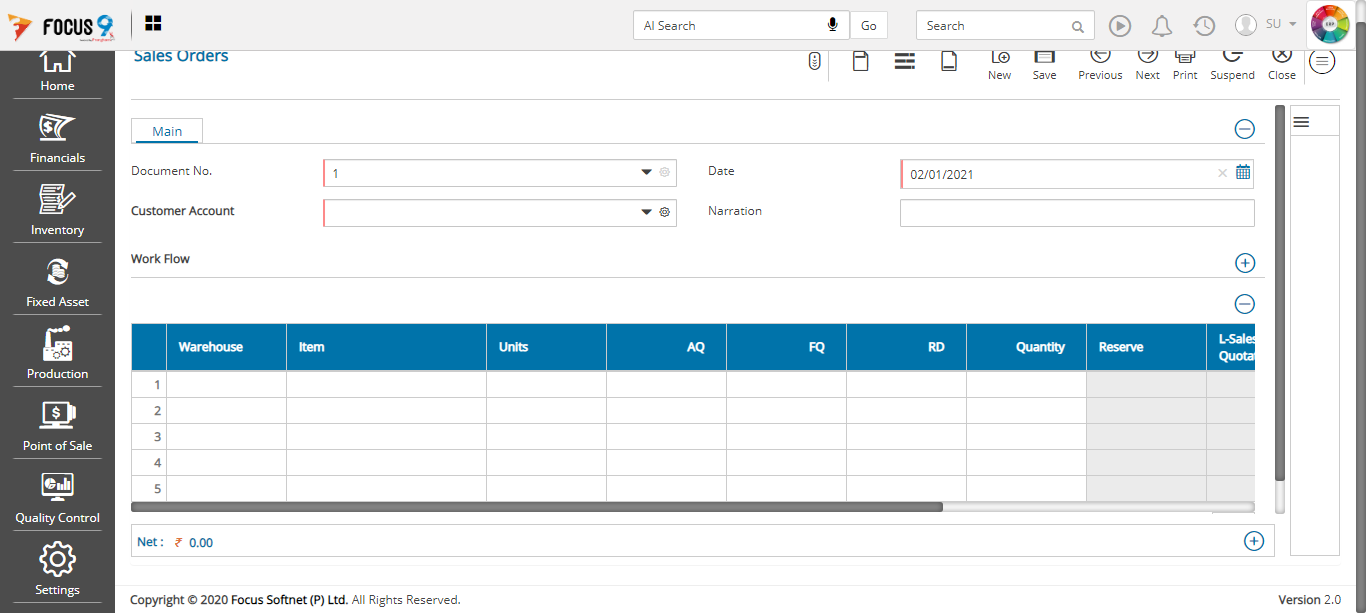 FOCUS 9
AI Search
Go
Search
SU
ERP
Sales Orders
New
Save
Previous
Next
Print
Suspend
Close
Home
Financials
Inventory
Fixed Asset
Production
Point of Sale
Quality Control
Settings
Main
Document No.
1
Date
02/01/2021
Customer Account
Narration
Work Flow
Warehouse Item Units AQ FQ RD Quantity Reserve L-Sales
Quota
1
2
3
4
5
Net : ₹ 0.00
Copyright © 2020 Focus Softnet (P) Ltd. All Rights Reserved.
Version 2.0